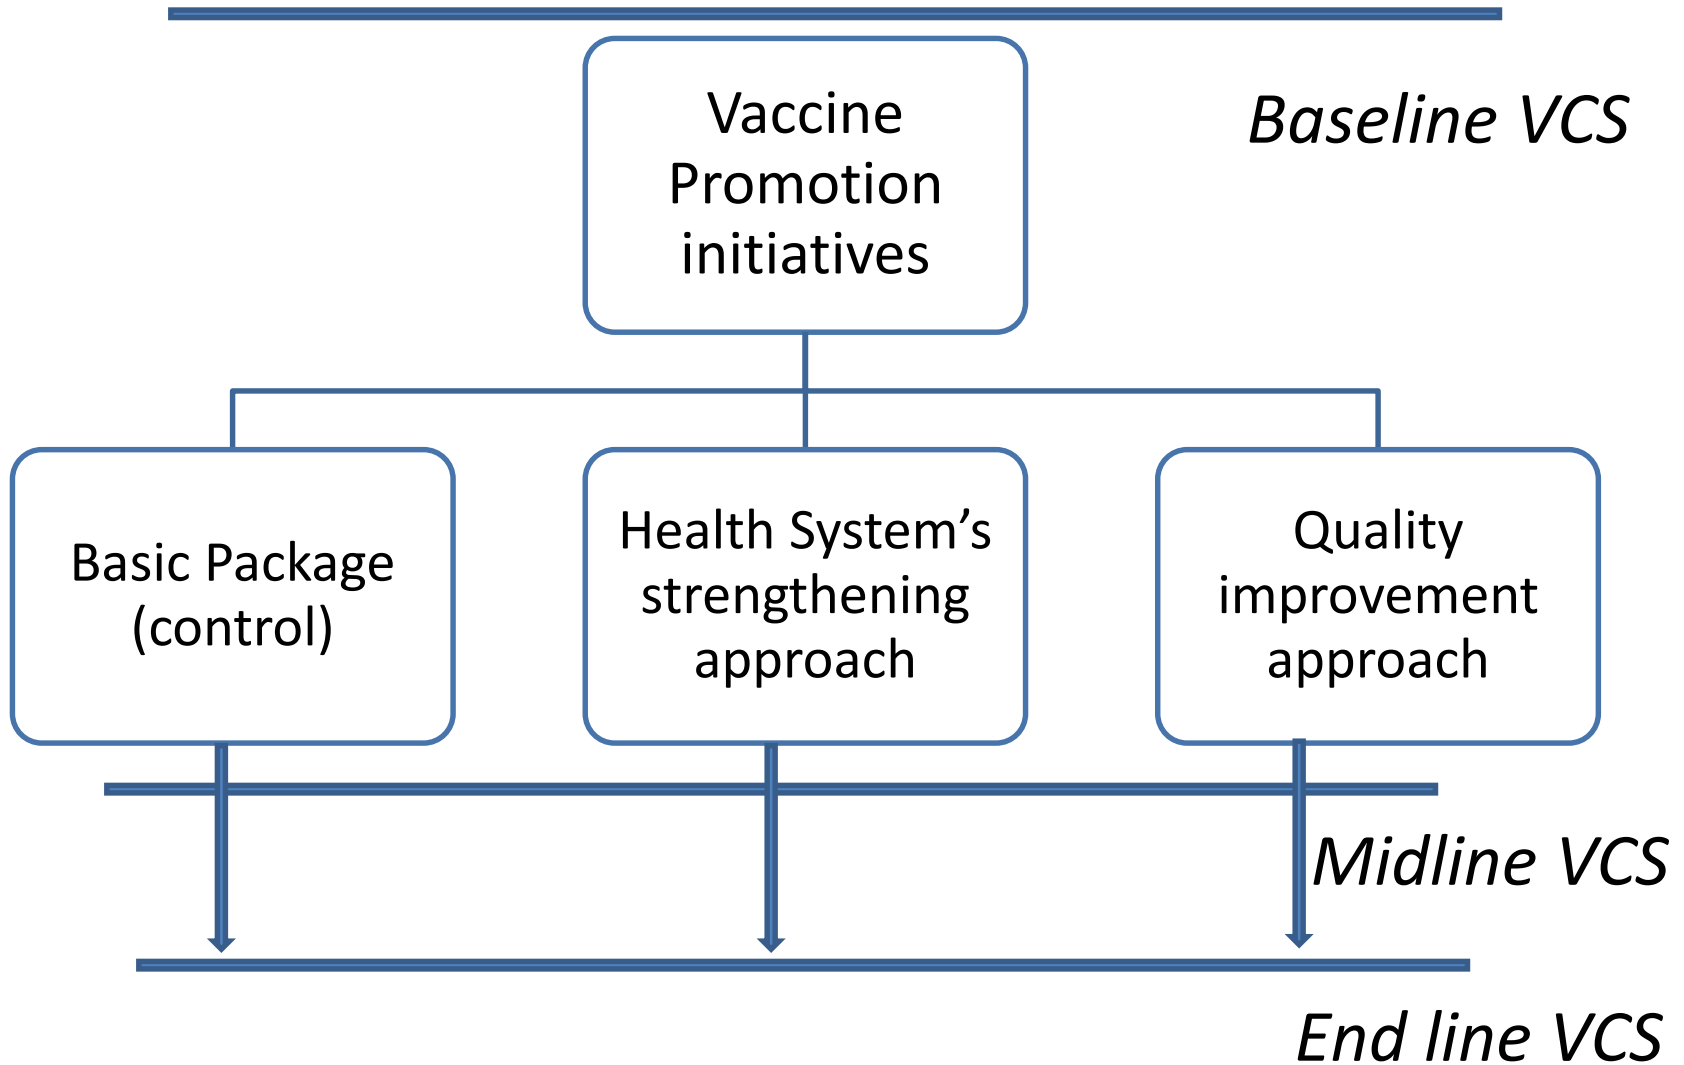 Baseline VCS
Vaccine
Promotion
initiatives
Basic Package
(control)
Health System’s
strengthening
approach
Quality
improvement
approach
Midline VCS
End line VCS